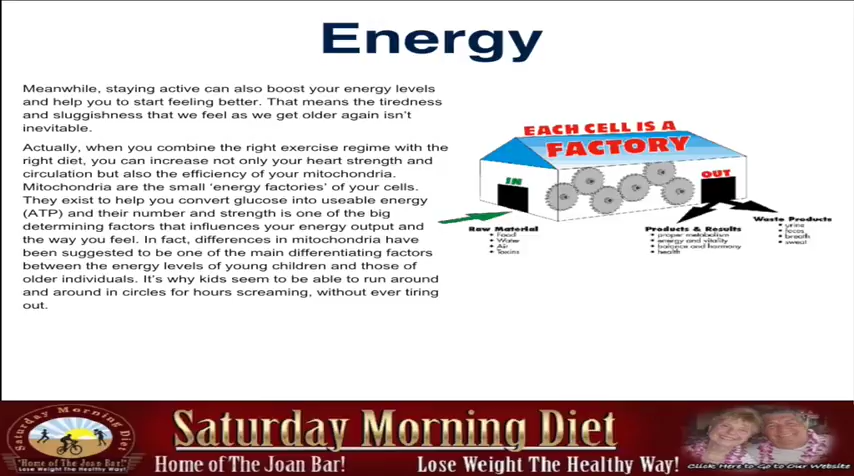 Energy
Meanwhile, staying active can also boost your energy levels
and help you to start feeling better. That means the tiredness
and sluggishness that we feel as we get older again isn't
inevitable.
Actually, when you combine the right exercise regime with the
right diet, you can increase not only your heart strength and
circulation but also the efficiency of your mitochondria.
Mitochondria are the small 'energy factories' of your cells.
They exist to help you convert glucose into useable energy
(ATP) and their number and strength is one of the big
determining factors that influences your energy output and
the way you feel. In fact, differences in mitochondria have
been suggested to be one of the main differentiating factors
between the energy levels of young children and those of
older individuals. It's why kids seem to be able to run around
and around in circles for hours screaming, without ever tiring
out.
EACH CELL IS A
FACTORY
IN
OUT
Raw Material
• Food
• Water
• Air
• Toxins
Products & Results
• proper metabolism
• energy and vitality
• balance and harmony
• health
Waste Products
• urine
• feces
• breath
• sweat
Saturday Morning Diet
"Home of The Joan Bar!"
Saturday Morning Diet
Home of The Joan Bar!
Lose Weight The Healthy Way!
Click Here to Go to Our Website